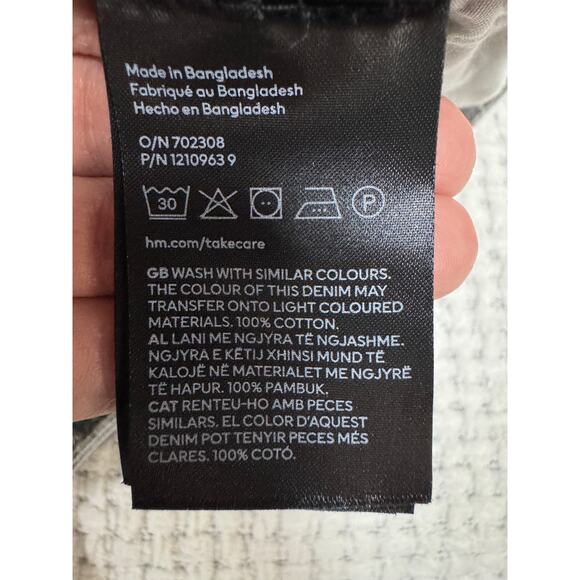 Made in Bangladesh
Fabriqué au Bangladesh
Hecho en Bangladesh
O/N 702308
P/N 1210963 9
30 P
hm.com/takecare
GB WASH WITH SIMILAR COLOURS.
THE COLOUR OF THIS DENIM MAY
TRANSFER ONTO LIGHT COLOURED
MATERIALS. 100% COTTON.
AL LANI ME NGJYRA TË NGJASHME.
NGJYRA E KËTIJ XHINSI MUND TË
KALOJË NË MATERIALET ME NGJYRË
TË HAPUR. 100% PAMBUK.
CAT RENTEU-HO AMB PECES
SIMILARS. EL COLOR D'AQUEST
DENIM POT TENYIR PECES MÉS
CLARES. 100% COTÓ.